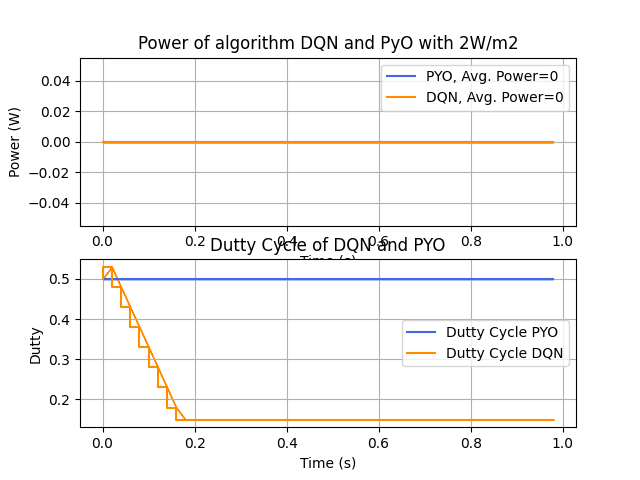 Power of algorithm DQN and PyO with 2W/m2
PYO, Avg. Power=0
DQN, Avg. Power=0
0.04
0.02
0.00
−0.02
−0.04
Power (W)
0.0 0.2 0.4 0.6 0.8 1.0
Time (s)
Dutty Cycle of DQN and PYO
Dutty Cycle PYO
Dutty Cycle DQN
0.5
0.4
0.3
0.2
Dutty
0.0 0.2 0.4 0.6 0.8 1.0
Time (s)